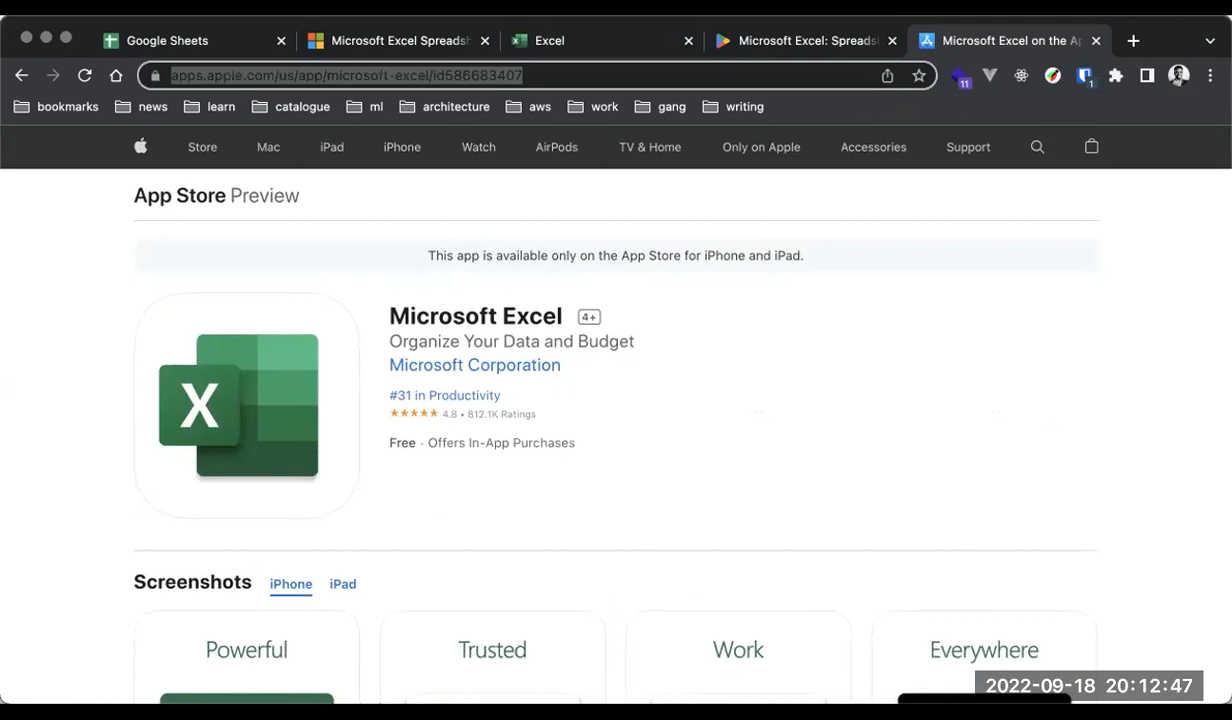 Google Sheets
Microsoft Excel Spreadsh
Excel
Microsoft Excel: Spreads
Microsoft Excel on the Ap
apps.apple.com/us/app/microsoft-excel/id586683407
11
1
bookmarks
news
learn
catalogue
ml
architecture
aws
work
gang
writing
Store
Mac
iPad
iPhone
Watch
AirPods
TV & Home
Only on Apple
Accessories
Support
App Store Preview
This app is available only on the App Store for iPhone and iPad.
X
Microsoft Excel 4+
Organize Your Data and Budget
Microsoft Corporation
#31 in Productivity
★★★★★ 4.8 • 812.1K Ratings
Free · Offers In-App Purchases
Screenshots iPhone iPad
Powerful
Trusted
Work
Everywhere
2022-09-18 20:12:47